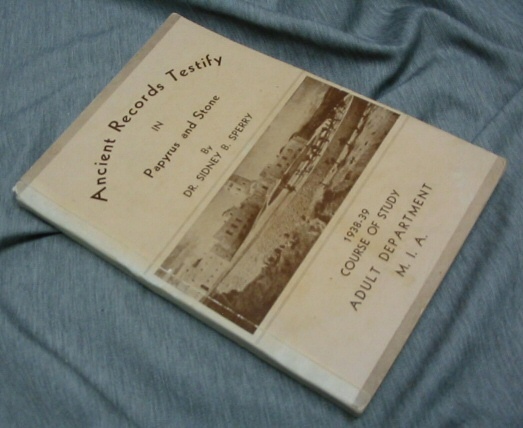 Ancient Records Testify
IN
Papyrus and Stone
By
DR. SIDNEY B. SPERRY
1938-39
COURSE OF STUDY
ADULT DEPARTMENT
M. I. A.